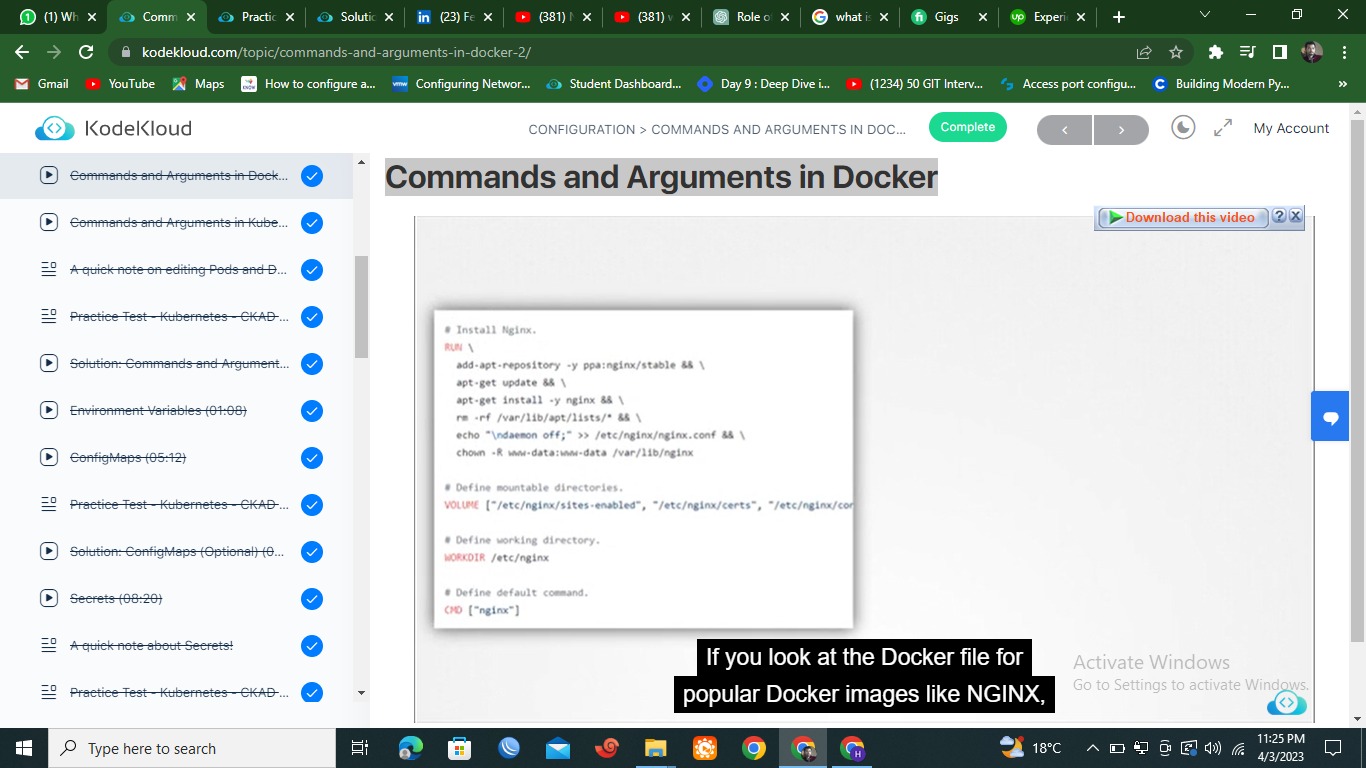 (1) Wh
Comm
Practic
Solutic
(23) Fe
(381)
(381)
Role o
what is
Gigs
Experi
kodekloud.com/topic/commands-and-arguments-in-docker-2/
Gmail
YouTube
Maps
How to configure a...
Configuring Networ...
Student Dashboard...
Day 9 : Deep Dive i...
(1234) 50 GIT Interv...
Access port configu...
Building Modern Py...
»
KodeKloud
CONFIGURATION > COMMANDS AND ARGUMENTS IN DOC...
Complete
My Account
Commands and Arguments in Dock...
Commands and Arguments in Kube...
A quick note on editing Pods and D...
Practice Test - Kubernetes - CKAD ...
Solution: Commands and Argument...
Environment Variables (01:08)
ConfigMaps (05:12)
Practice Test - Kubernetes - CKAD ...
Solution: ConfigMaps (Optional) (0...
Secrets (08:20)
A quick note about Secrets!
Practice Test - Kubernetes - CKAD ...
Commands and Arguments in Docker
Download this video
# Install Nginx.
RUN \
add-apt-repository -y ppa:nginx/stable && \
apt-get update && \
apt-get install -y nginx && \
rm -rf /var/lib/apt/lists/* && \
echo "\ndaemon off;" >> /etc/nginx/nginx.conf && \
chown -R www-data:www-data /var/lib/nginx
# Define mountable directories.
VOLUME ["/etc/nginx/sites-enabled", "/etc/nginx/certs", "/etc/nginx/cor
# Define working directory.
WORKDIR /etc/nginx
# Define default command.
CMD ["nginx"]
If you look at the Docker file for
popular Docker images like NGINX,
Activate Windows
Go to Settings to activate Windows.
Type here to search
18°C
11:25 PM
4/3/2023